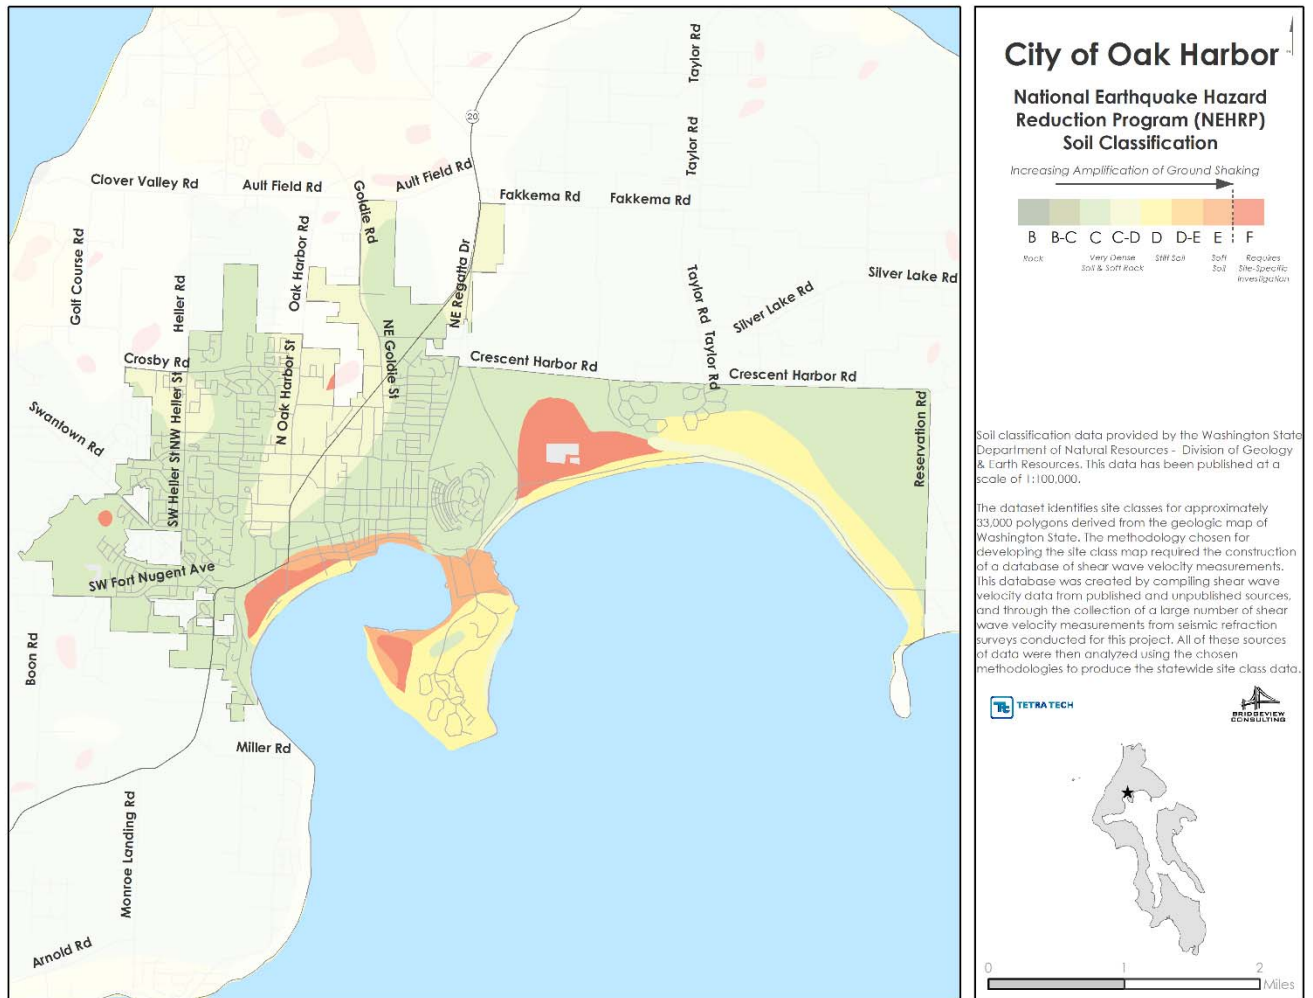 City of Oak Harbor
National Earthquake Hazard
Reduction Program (NEHRP)
Soil Classification
Increasing Amplification of Ground Shaking
B B-C C C-D D D-E E F
Rock
Very Dense
Soil & Soft Rock
Stiff Soil
Soft
Soil
Requires
Site-Specific
Investigation
Soil classification data provided by the Washington State
Department of Natural Resources - Division of Geology
& Earth Resources. This data has been published at a
scale of 1:100,000.
The dataset identifies site classes for approximately
33,000 polygons derived from the geologic map of
Washington State. The methodology chosen for
developing the site class map required the construction
of a database of shear wave velocity measurements.
This database was created by compiling shear wave
velocity data from published and unpublished sources,
and through the collection of a large number of shear
wave velocity measurements from seismic refraction
surveys conducted for this project. All of these sources
of data were then analyzed using the chosen
methodologies to produce the statewide site class data.
Tt TETRA TECH
BRIDGEVIEW
CONSULTING
0 1 2
Miles
Taylor Rd
20
Taylor Rd
Clover Valley Rd
Ault Field Rd
Ault Field Rd
Goldie Rd
Fakkema Rd
Fakkema Rd
Golf Course Rd
Heller Rd
Oak Harbor Rd
NE Regatta Dr
Taylor Rd
Silver Lake Rd
Silver Lake Rd
Crosby Rd
N Oak Harbor St
NE Goldie St
Crescent Harbor Rd
Taylor Rd
Crescent Harbor Rd
Swantown Rd
NW Heller St
SW Heller St
Reservation Rd
SW Fort Nugent Ave
Boon Rd
Miller Rd
Monroe Landing Rd
Arnold Rd